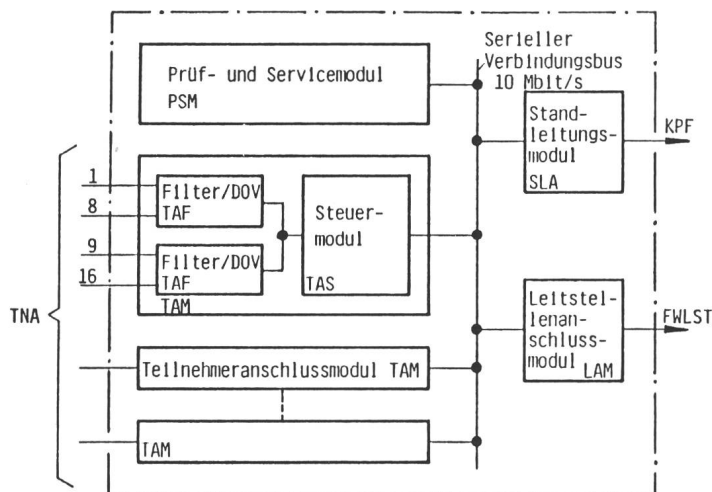 Prüf- und Servicemodul
PSM
Serieller
Verbindungsbus
10 Mbit/s
Stand-
leitungs-
modul
SLA
KPF
1
8
9
16
Filter/DOV
TAF
Filter/DOV
TAF
TAM
Steuer-
modul
TAS
TNA
Leitstel-
lenan-
schluss-
modul
LAM
FWLST
Teilnehmeranschlussmodul TAM
TAM